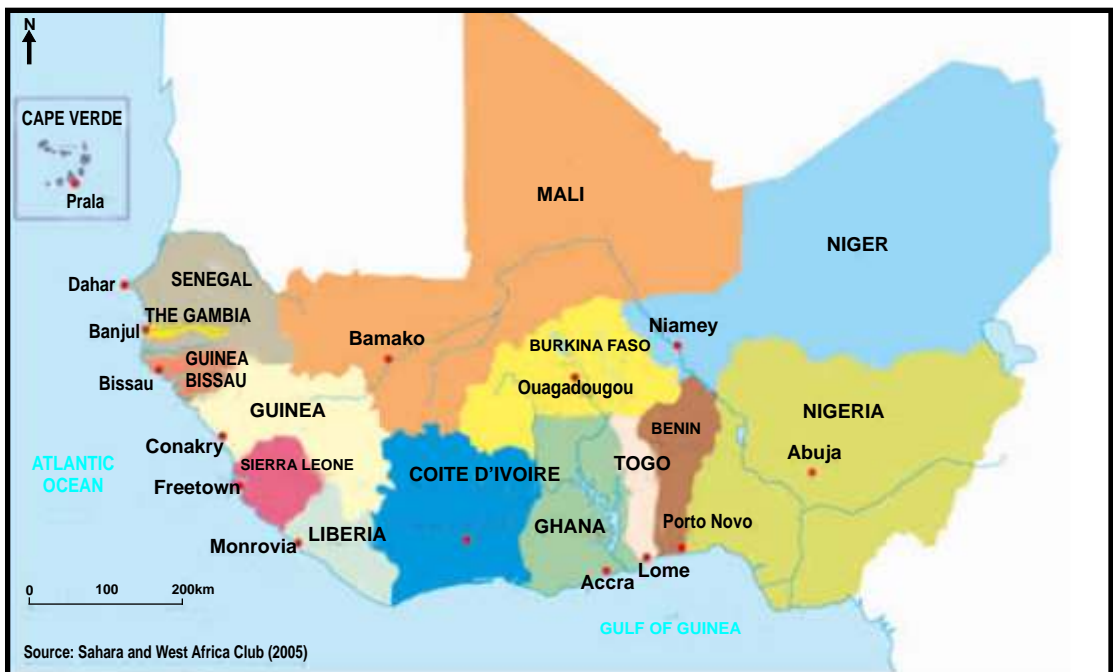 N
CAPE VERDE
Prala
MALI
NIGER
SENEGAL
Dahar
THE GAMBIA
Banjul
Bamako
Niamey
BURKINA FASO
GUINEA
BISSAU
Bissau
Ouagadougou
GUINEA
NIGERIA
BENIN
Conakry
Abuja
SIERRA LEONE
TOGO
ATLANTIC
OCEAN
COITE D'IVOIRE
Freetown
GHANA
Porto Novo
LIBERIA
Monrovia
Lome
Accra
0 100 200km
GULF OF GUINEA
Source: Sahara and West Africa Club (2005)